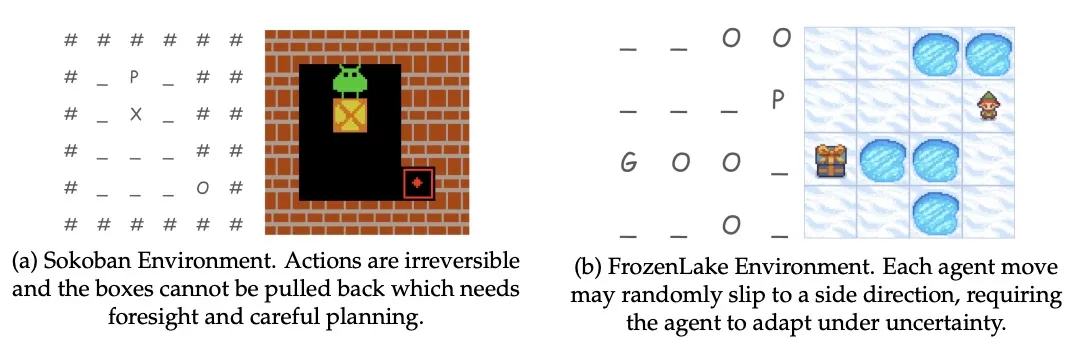 # # # # # #
# _ P _ # #
# _ X _ # #
# _ _ _ # #
# _ _ _ O #
# # # # # #
(a) Sokoban Environment. Actions are irreversible
and the boxes cannot be pulled back which needs
foresight and careful planning.
_ _ O O
_ _ _ P
G O O _
_ _ O _
(b) FrozenLake Environment. Each agent move
may randomly slip to a side direction, requiring
the agent to adapt under uncertainty.